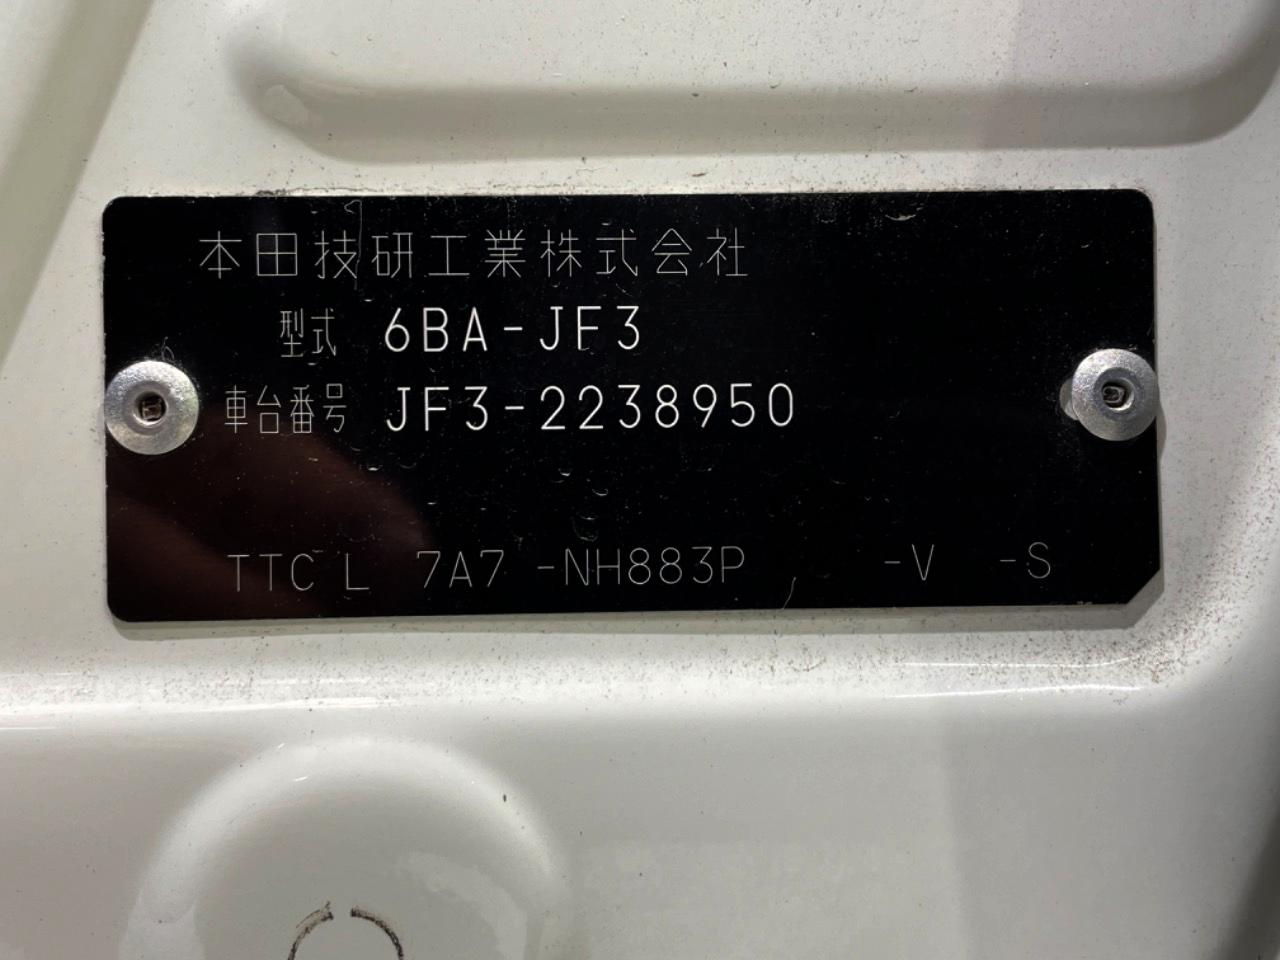 本田技研工業株式会社
型式 6BA-JF3
車台番号 JF3-2238950
TTC L 7A7 -NH883P -V -S